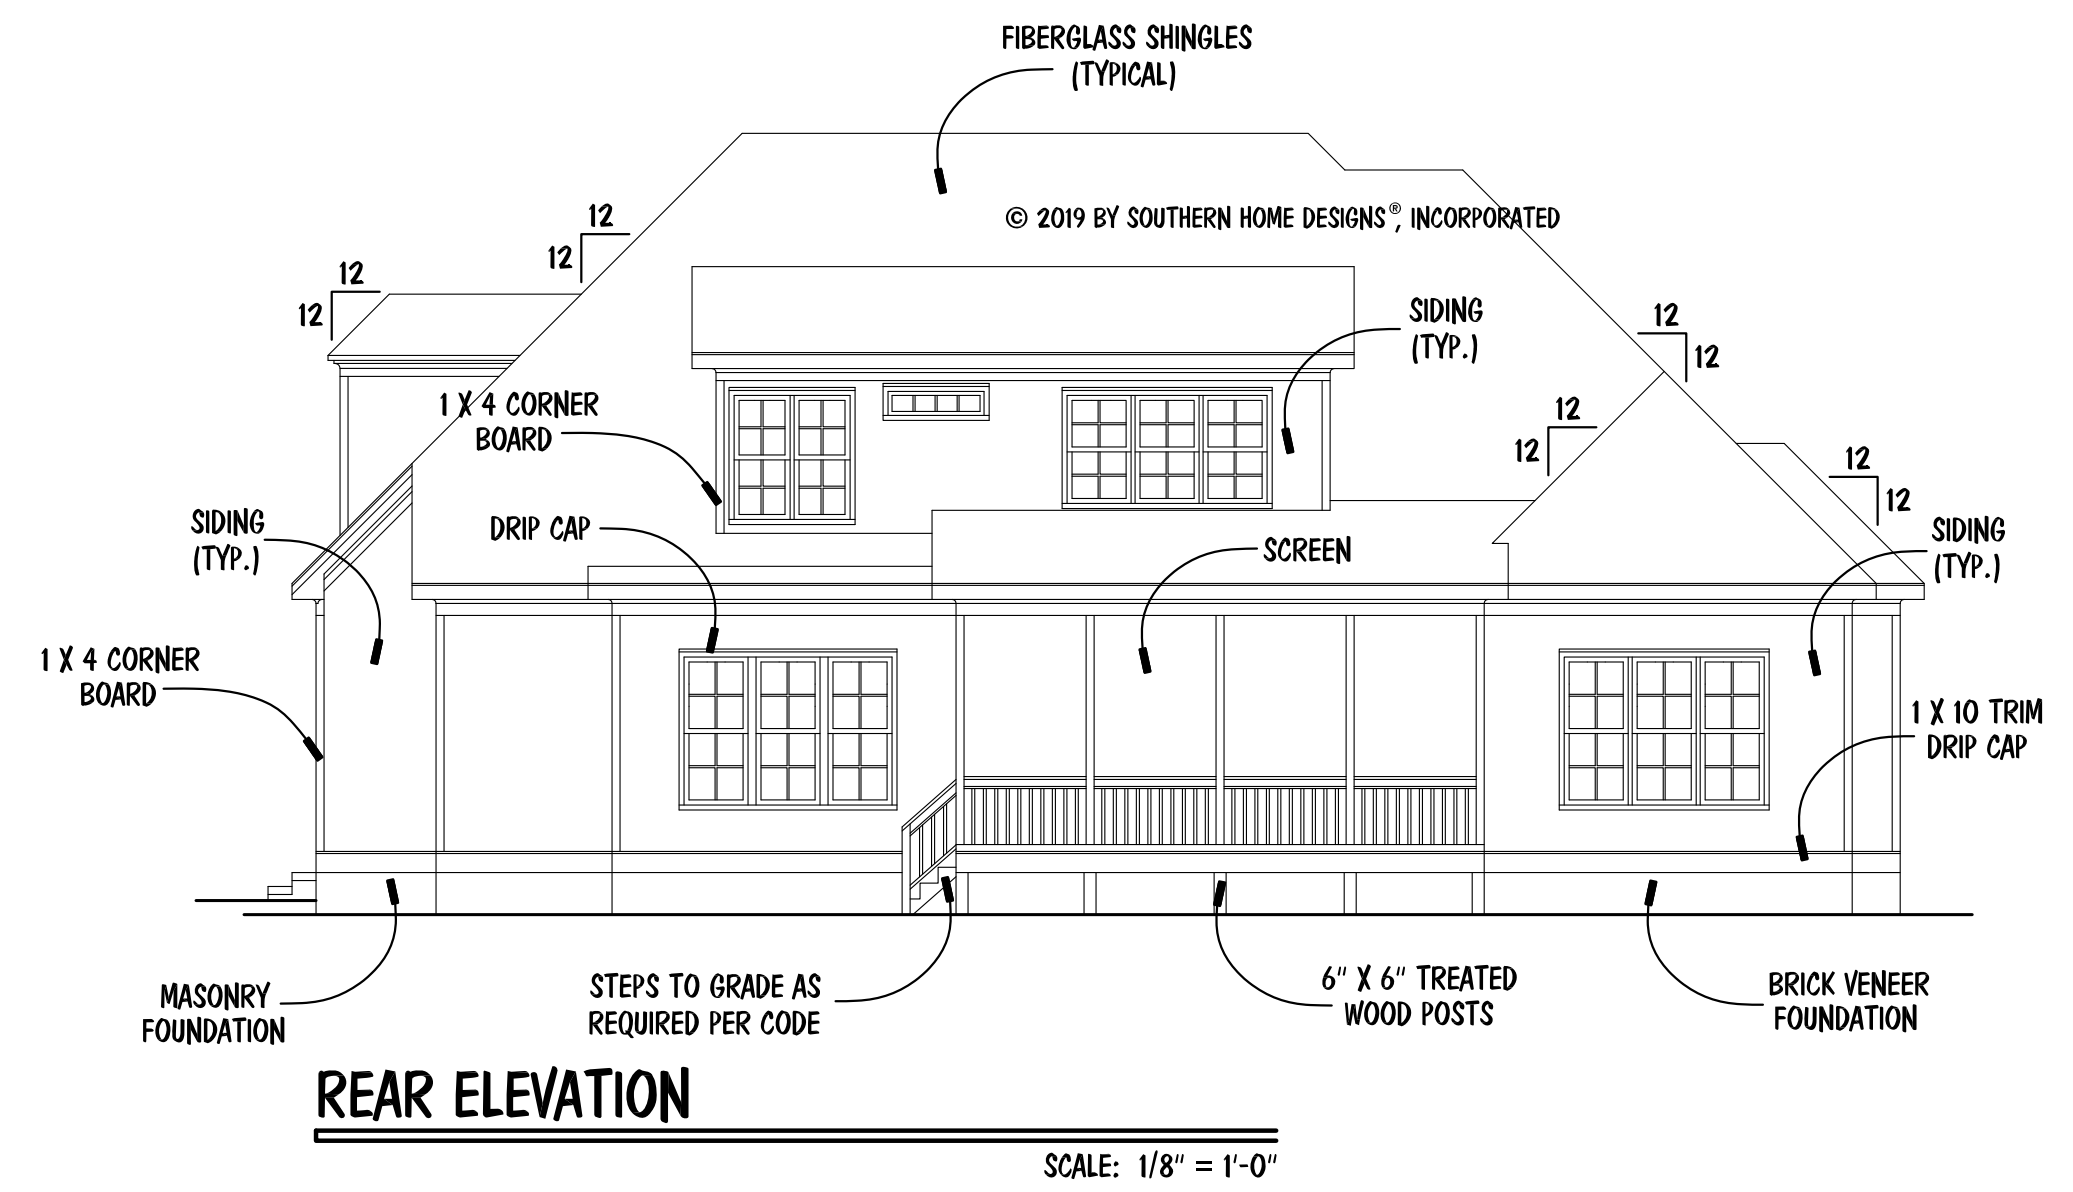 FIBERGLASS SHINGLES
(TYPICAL)
© 2019 BY SOUTHERN HOME DESIGNS®, INCORPORATED
12
12
12
12
SIDING
(TYP.)
12
12
1 X 4 CORNER
BOARD
12
12
12
12
SIDING
(TYP.)
DRIP CAP
SCREEN
SIDING
(TYP.)
1 X 4 CORNER
BOARD
1 X 10 TRIM
DRIP CAP
MASONRY
FOUNDATION
STEPS TO GRADE AS
REQUIRED PER CODE
6" X 6" TREATED
WOOD POSTS
BRICK VENEER
FOUNDATION
REAR ELEVATION
SCALE: 1/8" = 1'-0"